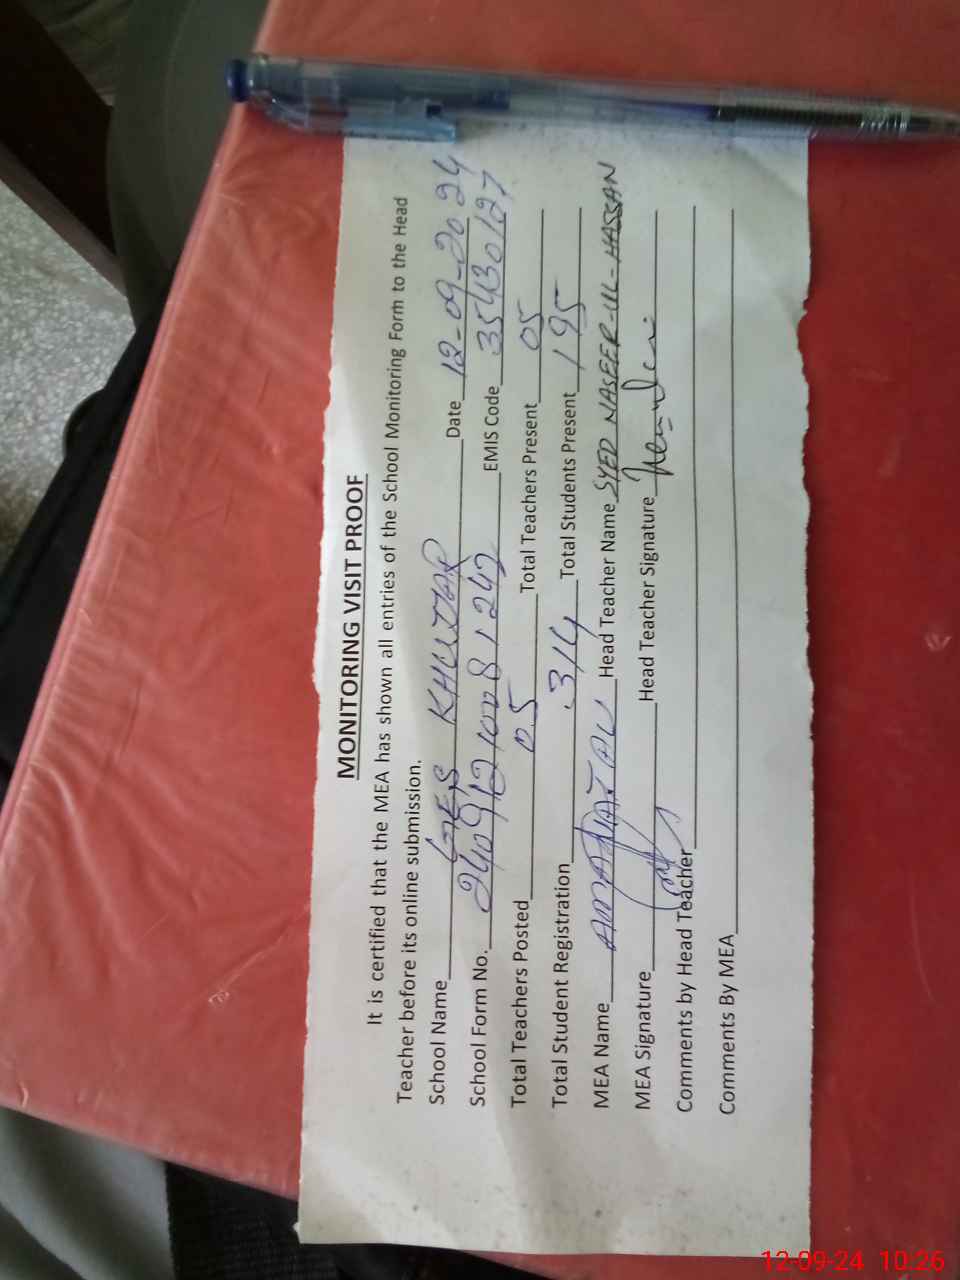 MONITORING VISIT PROOF
It is certified that the MEA has shown all entries of the School Monitoring Form to the Head
Teacher before its online submission.
School Name GES KHUTAR Date 12-09-2024
School Form No. EMIS Code 35430127
Total Teachers Posted 05 Total Teachers Present 05
Total Student Registration 314 Total Students Present 195
MEA Name Head Teacher Name SYED NASEER-UL-HASSAN
MEA Signature Head Teacher Signature
Comments by Head Teacher
Comments By MEA
12-09-24 10:26